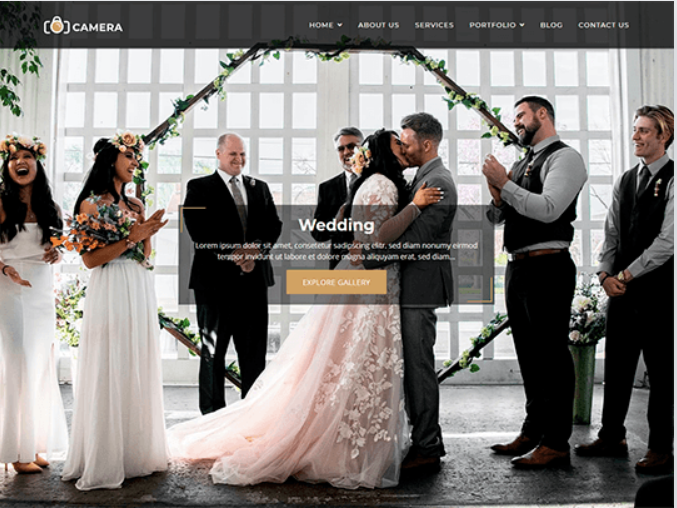 CAMERA
HOME ABOUT US SERVICES PORTFOLIO BLOG CONTACT US
Wedding
Lorem ipsum dolor sit amet, consetetur sadipscing elitr, sed diam nonumy eirmod
tempor invidunt ut labore et dolore magna aliquyam erat, sed diam...
EXPLORE GALLERY